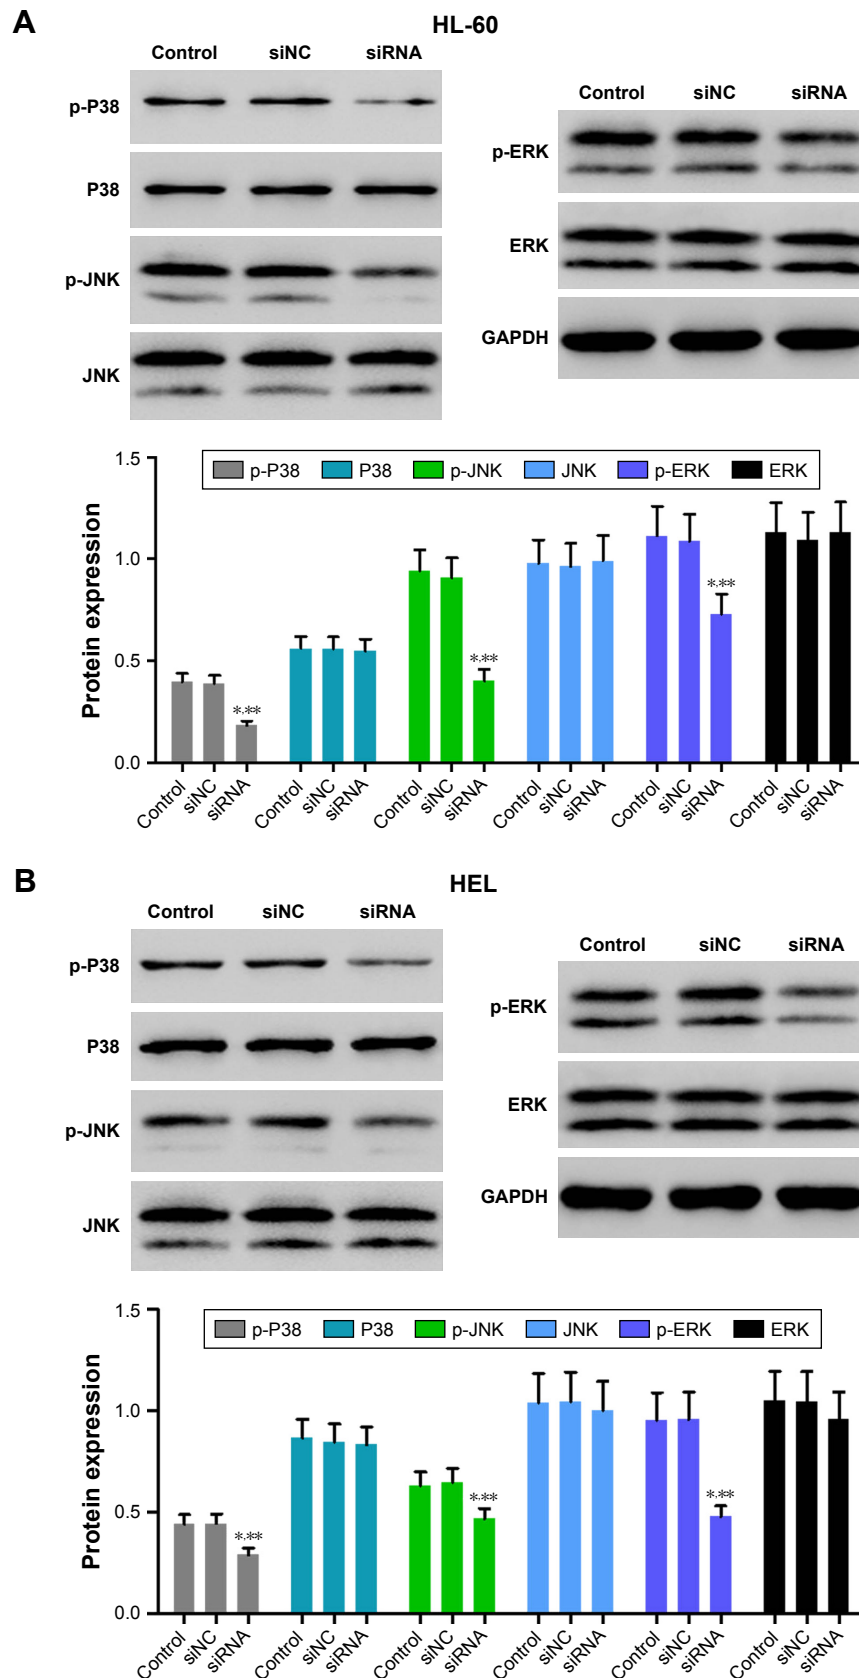 A
HL-60
Control siNC siRNA
p-P38
P38
p-JNK
JNK
Control siNC siRNA
p-ERK
ERK
GAPDH
1.5
1.0
0.5
0.0
Protein expression
p-P38 P38 p-JNK JNK p-ERK ERK
*,**
*,**
*,**
Control siNC siRNA Control siNC siRNA Control siNC siRNA Control siNC siRNA Control siNC siRNA Control siNC siRNA
B
HEL
Control siNC siRNA
p-P38
P38
p-JNK
JNK
Control siNC siRNA
p-ERK
ERK
GAPDH
1.5
1.0
0.5
0.0
Protein expression
p-P38 P38 p-JNK JNK p-ERK ERK
*,**
*,**
*,**
Control siNC siRNA Control siNC siRNA Control siNC siRNA Control siNC siRNA Control siNC siRNA Control siNC siRNA